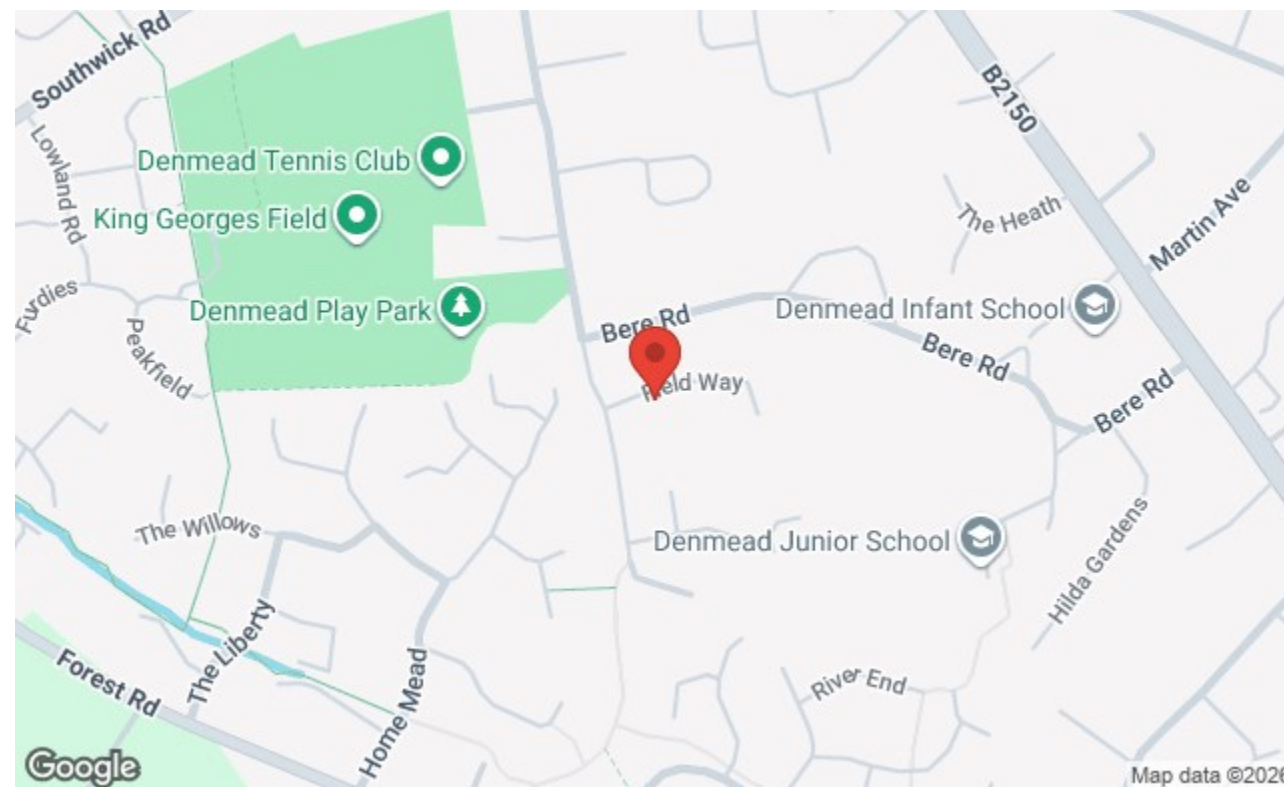 Southwick Rd
B2150
Lowland Rd
Denmead Tennis Club
King Georges Field
The Heath
Martin Ave
Furdies
Peakfield
Denmead Play Park
Bere Rd
Denmead Infant School
Bere Rd
Field Way
Bere Rd
The Willows
Denmead Junior School
Hilda Gardens
The Liberty
Forest Rd
Home Mead
River End
Google
Map data ©2026